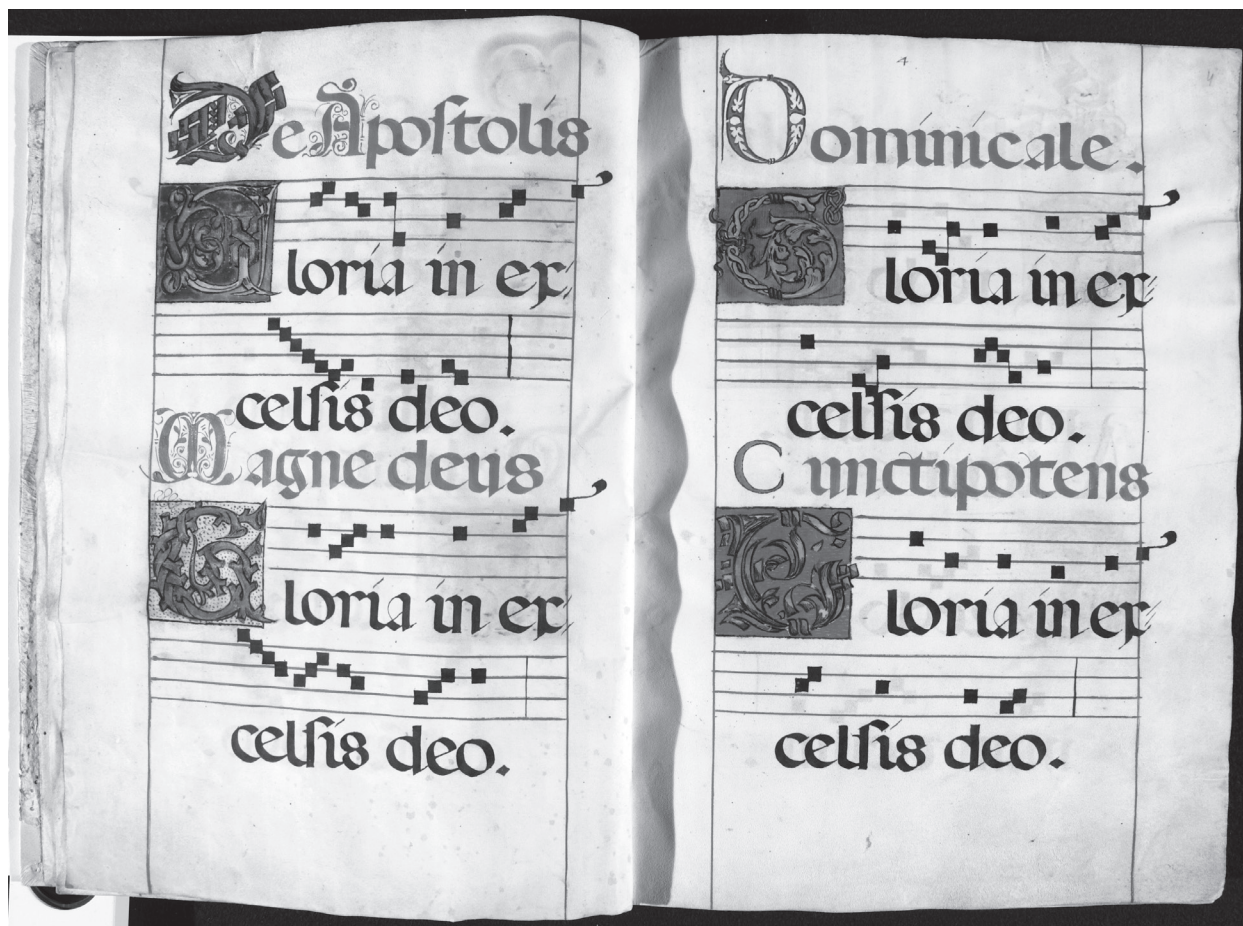 De Apostolis
Gloria in ex
celsis deo.
Magne deus
Gloria in ex
celsis deo.
4
Dominicale.
Gloria in ex
celsis deo.
Cunctipotens
Gloria in ex
celsis deo.